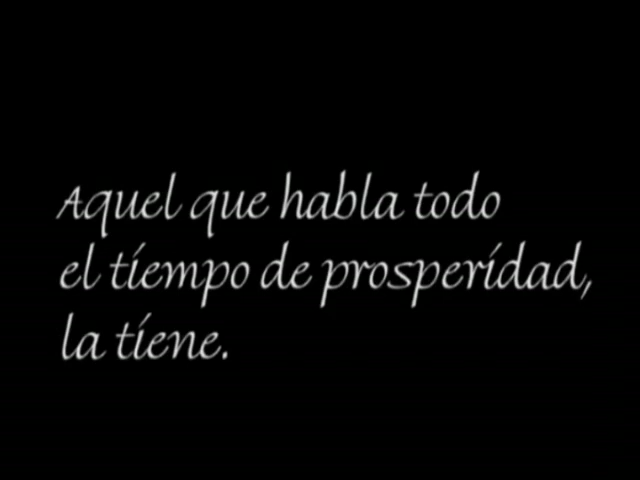 Aquel que habla todo
el tiempo de prosperidad,
la tiene.